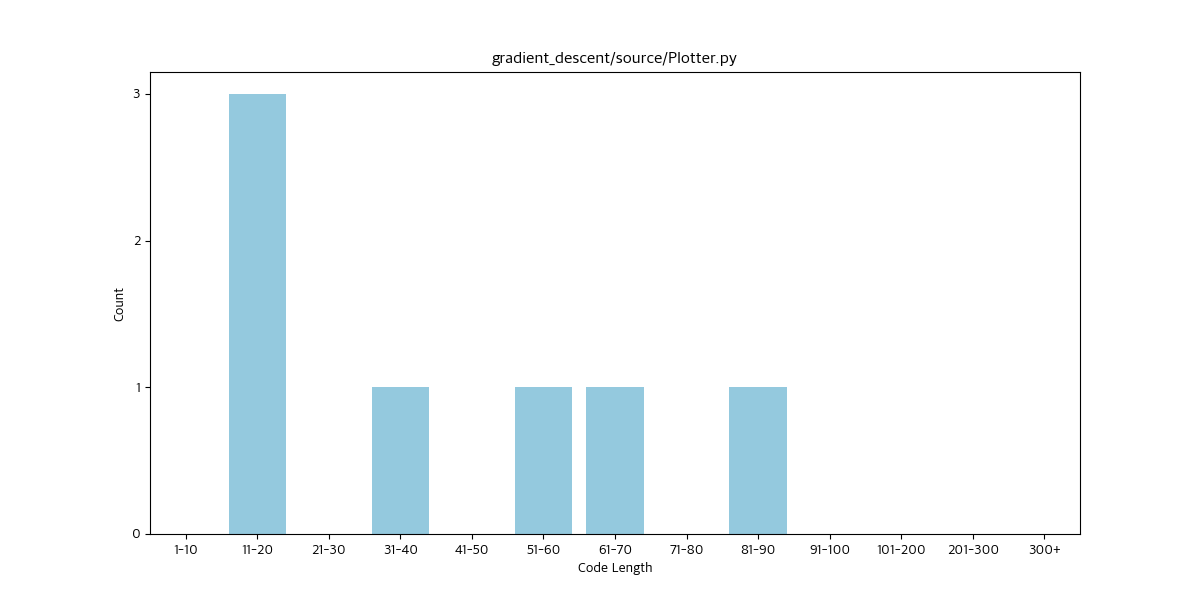 gradient_descent/source/Plotter.py
3
2
1
0
Count
1-10 11-20 21-30 31-40 41-50 51-60 61-70 71-80 81-90 91-100 101-200 201-300 300+
Code Length